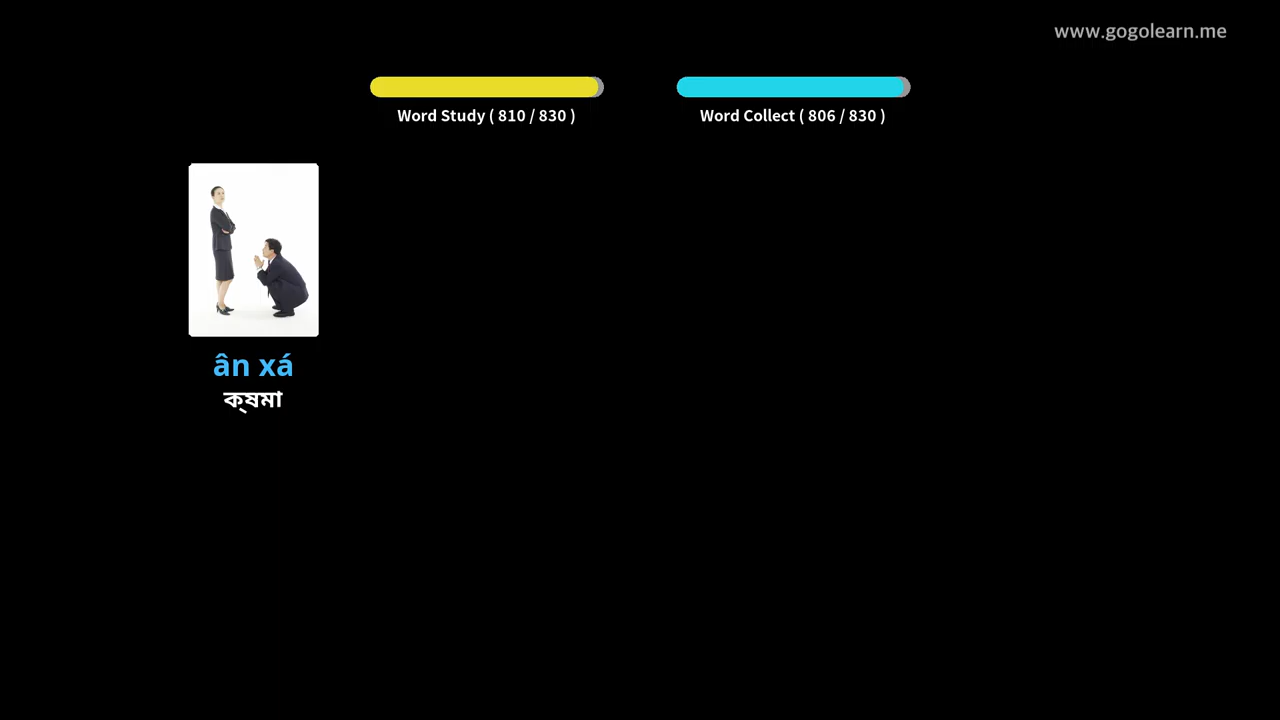 www.gogolearn.me
Word Study ( 810 / 830 )
Word Collect ( 806 / 830 )
ân xá
ক্ষমা